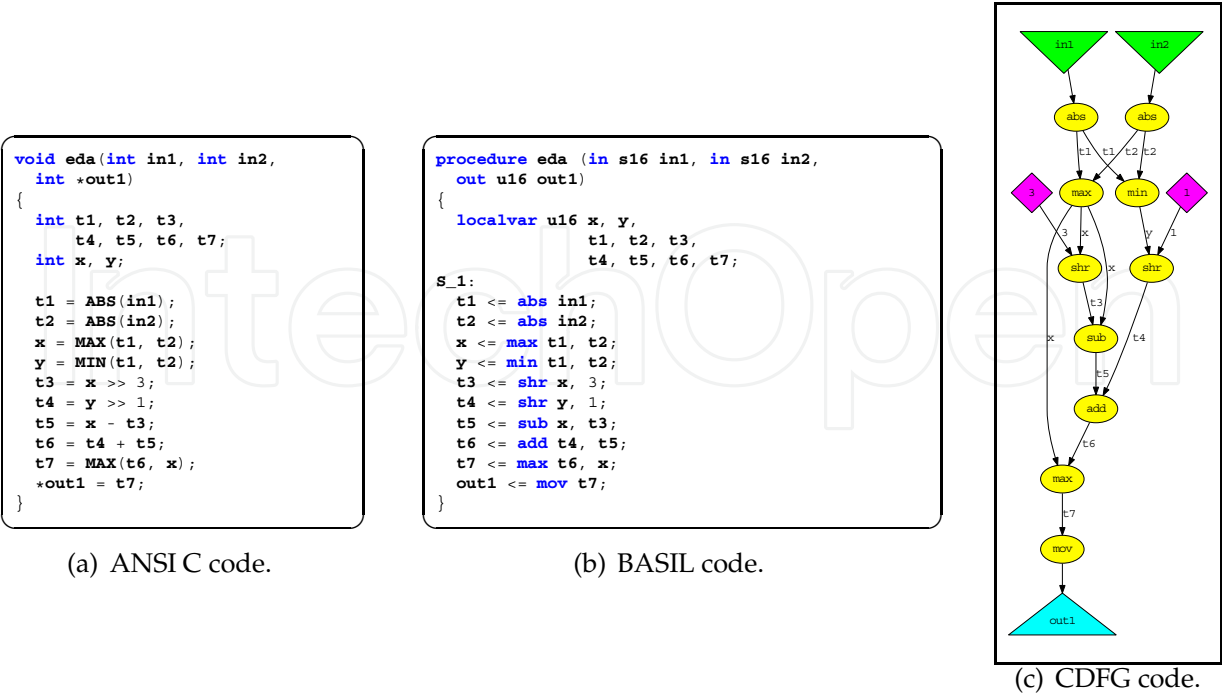 void eda(int in1, int in2,
int *out1)
{
int t1, t2, t3,
t4, t5, t6, t7;
int x, y;
t1 = ABS(in1);
t2 = ABS(in2);
x = MAX(t1, t2);
y = MIN(t1, t2);
t3 = x >> 3;
t4 = y >> 1;
t5 = x - t3;
t6 = t4 + t5;
t7 = MAX(t6, x);
*out1 = t7;
}
(a) ANSI C code.
procedure eda (in s16 in1, in s16 in2,
out u16 out1)
{
localvar u16 x, y,
t1, t2, t3,
t4, t5, t6, t7;
S_1:
t1 <= abs in1;
t2 <= abs in2;
x <= max t1, t2;
y <= min t1, t2;
t3 <= shr x, 3;
t4 <= shr y, 1;
t5 <= sub x, t3;
t6 <= add t4, t5;
t7 <= max t6, x;
out1 <= mov t7;
}
(b) BASIL code.
in1 in2
abs abs
t1 t1 t2 t2
3 max min 1
3 x y 1
shr shr
x
t3
x sub t4
t5
add
t6
max
t7
mov
out1
(c) CDFG code.
IntechOpen